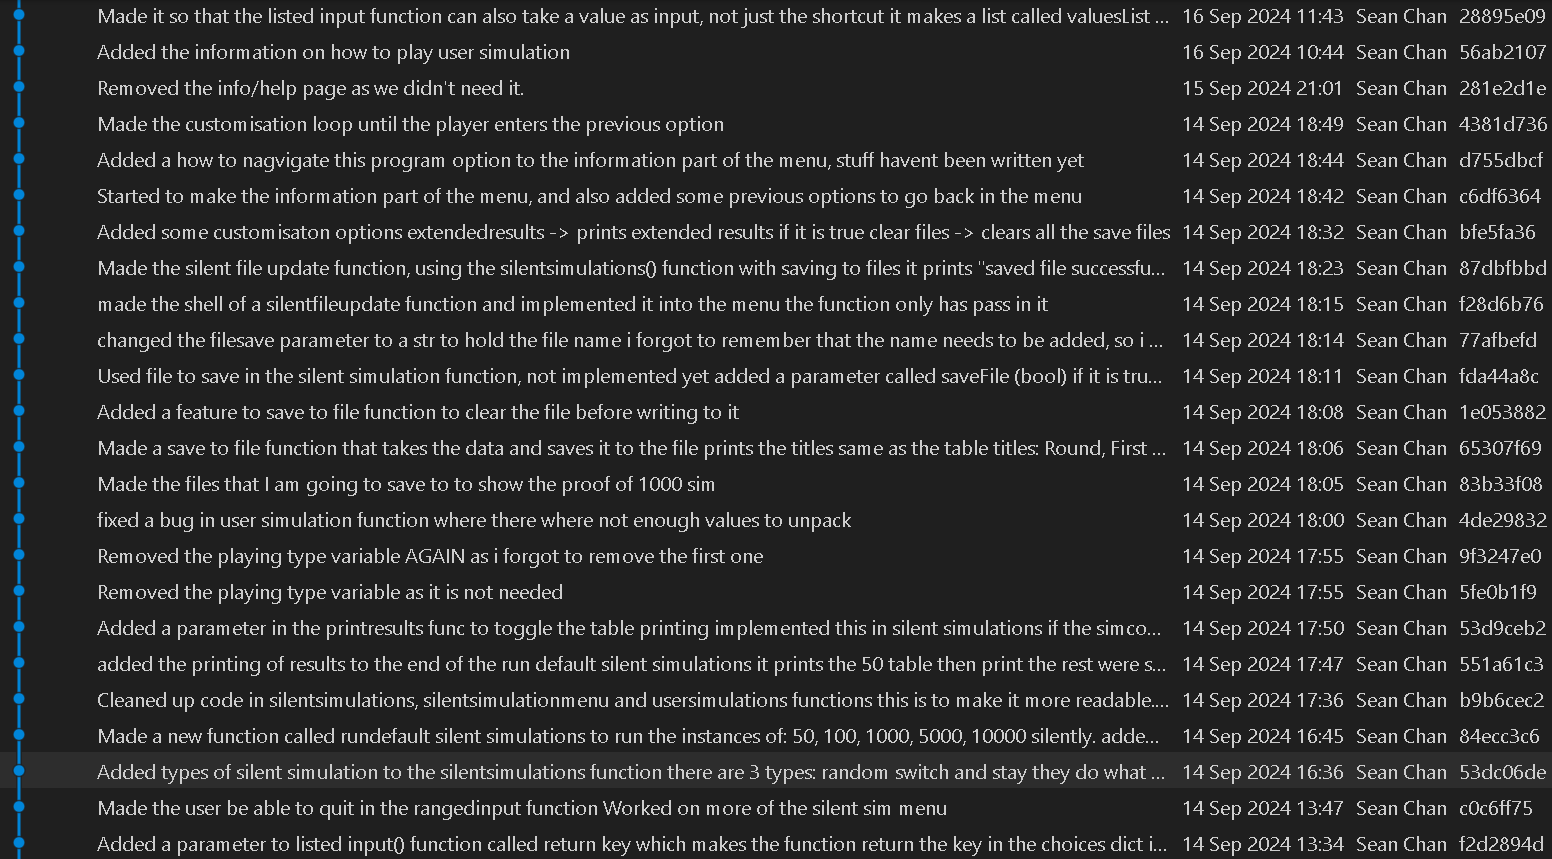 Made it so that the listed input function can also take a value as input, not just the shortcut it makes a list called valuesList ... 16 Sep 2024 11:43 Sean Chan 28895e09
Added the information on how to play user simulation 16 Sep 2024 10:44 Sean Chan 56ab2107
Removed the info/help page as we didn't need it. 15 Sep 2024 21:01 Sean Chan 281e2d1e
Made the customisation loop until the player enters the previous option 14 Sep 2024 18:49 Sean Chan 4381d736
Added a how to nagvigate this program option to the information part of the menu, stuff havent been written yet 14 Sep 2024 18:44 Sean Chan d755dbcf
Started to make the information part of the menu, and also added some previous options to go back in the menu 14 Sep 2024 18:42 Sean Chan c6df6364
Added some customisaton options extendedresults -> prints extended results if it is true clear files -> clears all the save files 14 Sep 2024 18:32 Sean Chan bfe5fa36
Made the silent file update function, using the silentsimulations() function with saving to files it prints "saved file successfu... 14 Sep 2024 18:23 Sean Chan 87dbfbbd
made the shell of a silentfileupdate function and implemented it into the menu the function only has pass in it 14 Sep 2024 18:15 Sean Chan f28d6b76
changed the filesave parameter to a str to hold the file name i forgot to remember that the name needs to be added, so i ... 14 Sep 2024 18:14 Sean Chan 77afbefd
Used file to save in the silent simulation function, not implemented yet added a parameter called saveFile (bool) if it is tru... 14 Sep 2024 18:11 Sean Chan fda44a8c
Added a feature to save to file function to clear the file before writing to it 14 Sep 2024 18:08 Sean Chan 1e053882
Made a save to file function that takes the data and saves it to the file prints the titles same as the table titles: Round, First ... 14 Sep 2024 18:06 Sean Chan 65307f69
Made the files that I am going to save to to show the proof of 1000 sim 14 Sep 2024 18:05 Sean Chan 83b33f08
fixed a bug in user simulation function where there where not enough values to unpack 14 Sep 2024 18:00 Sean Chan 4de29832
Removed the playing type variable AGAIN as i forgot to remove the first one 14 Sep 2024 17:55 Sean Chan 9f3247e0
Removed the playing type variable as it is not needed 14 Sep 2024 17:55 Sean Chan 5fe0b1f9
Added a parameter in the printresults func to toggle the table printing implemented this in silent simulations if the simco... 14 Sep 2024 17:50 Sean Chan 53d9ceb2
added the printing of results to the end of the run default silent simulations it prints the 50 table then print the rest were s... 14 Sep 2024 17:47 Sean Chan 551a61c3
Cleaned up code in silentsimulations, silentsimulationmenu and usersimulations functions this is to make it more readable.... 14 Sep 2024 17:36 Sean Chan b9b6cec2
Made a new function called rundefault silent simulations to run the instances of: 50, 100, 1000, 5000, 10000 silently. adde... 14 Sep 2024 16:45 Sean Chan 84ecc3c6
Added types of silent simulation to the silentsimulations function there are 3 types: random switch and stay they do what ... 14 Sep 2024 16:36 Sean Chan 53dc06de
Made the user be able to quit in the rangedinput function Worked on more of the silent sim menu 14 Sep 2024 13:47 Sean Chan c0c6ff75
Added a parameter to listed input() function called return key which makes the function return the key in the choices dict i... 14 Sep 2024 13:34 Sean Chan f2d2894d